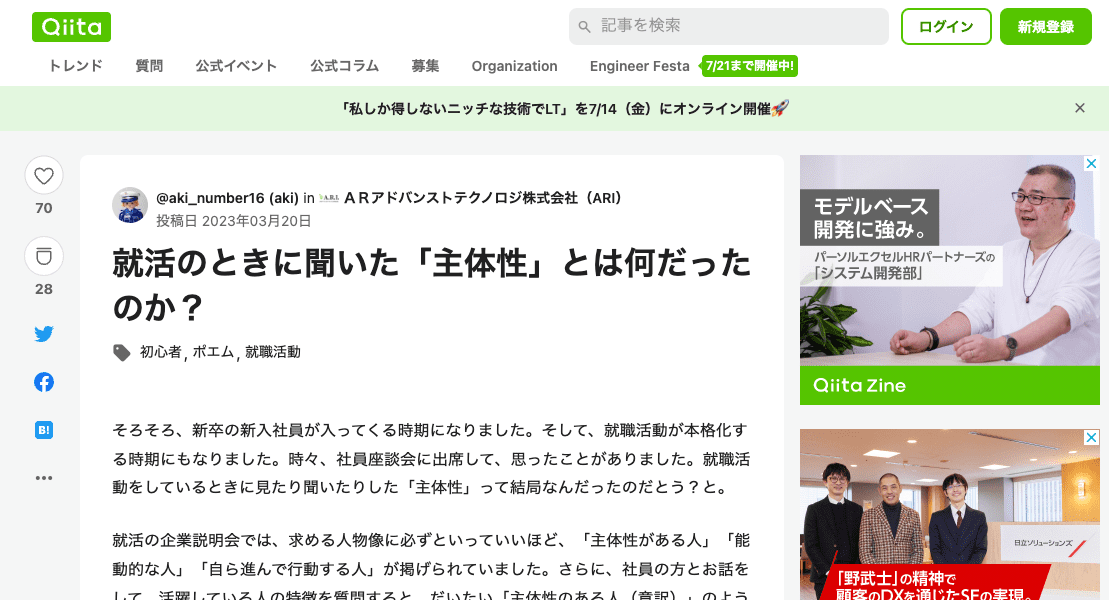 Qiita
記事を検索
ログイン
新規登録
トレンド
質問
公式イベント
公式コラム
募集
Organization
Engineer Festa
7/21まで開催中!
「私しか得しないニッチな技術でLT」を7/14（金）にオンライン開催🚀
70
28
B!
@aki_number16 (aki) in A.R.I. ＡＲアドバンストテクノロジ株式会社（ARI）
投稿日 2023年03月20日
就活のときに聞いた「主体性」とは何だった
のか？
初心者, ポエム, 就職活動
そろそろ、新卒の新入社員が入ってくる時期になりました。そして、就職活動が本格化す
る時期にもなりました。時々、社員座談会に出席して、思ったことがありました。就職活
動をしているときに見たり聞いたりした「主体性」って結局なんだったのだとう？と。
就活の企業説明会では、求める人物像に必ずといっていいほど、「主体性がある人」「能
動的な人」「自ら進んで行動する人」が掲げられていました。さらに、社員の方とお話を
して、活躍している人の特徴を質問すると、だいたい「主体性のある人（意訳）」のよう
モデルベース
開発に強み。
パーソルエクセルHRパートナーズの
「システム開発部」
Qiita Zine
日立ソリューションズ
「野武士」の精神で
顧客のDXを通じたSEの実現。